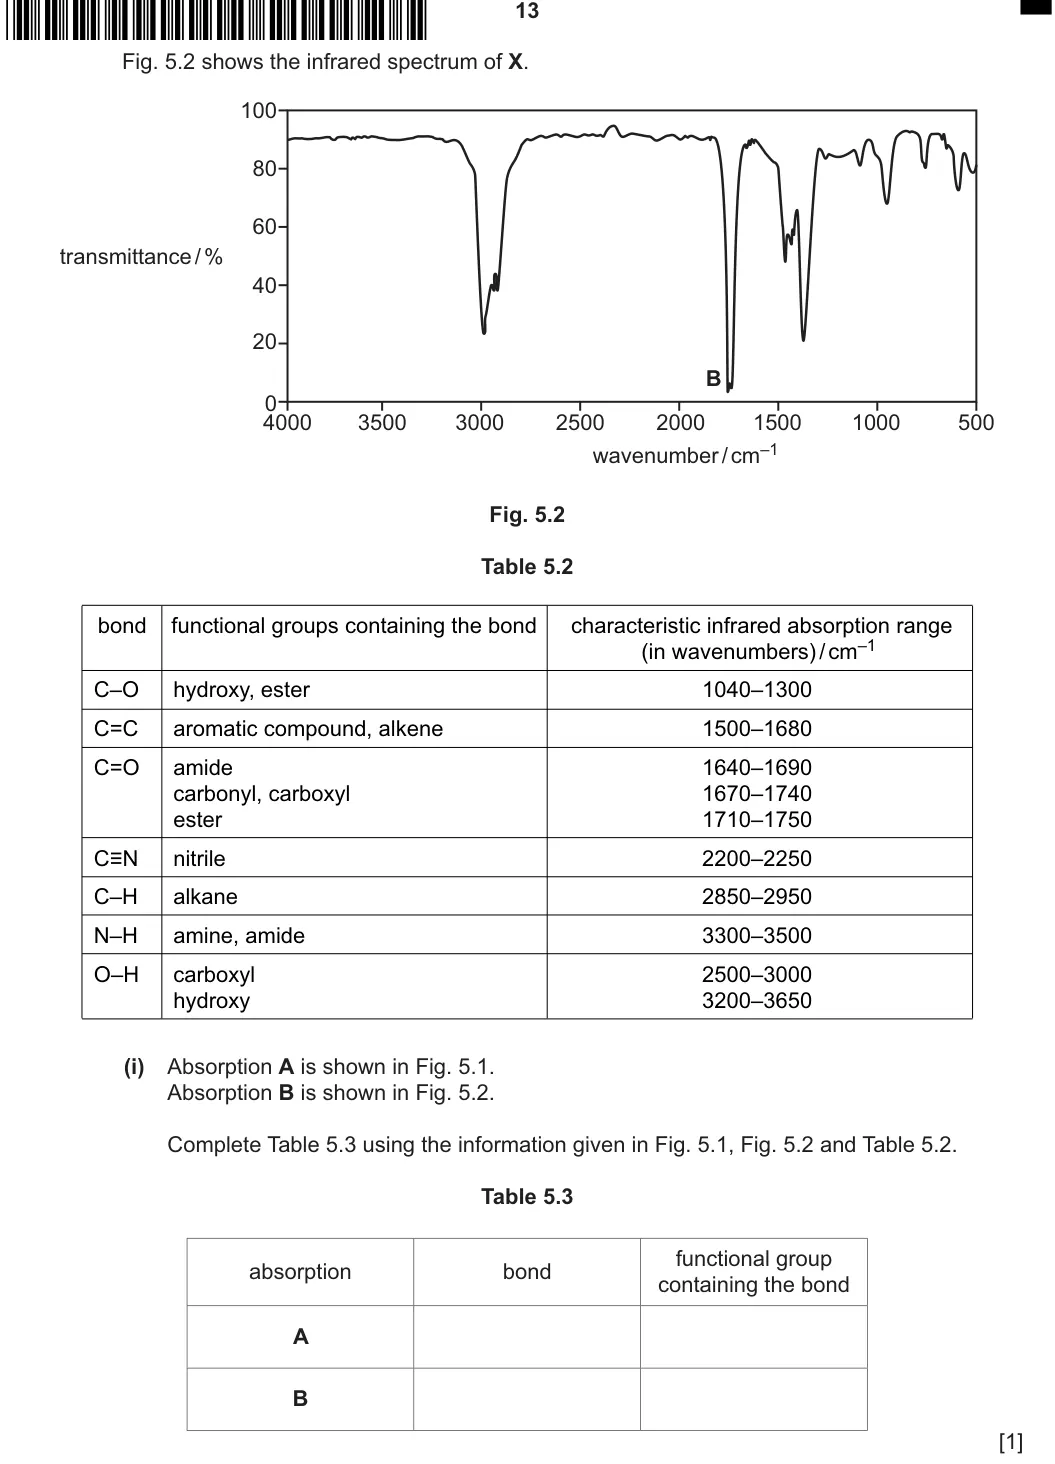 13
Fig. 5.2 shows the infrared spectrum of X.
100
80
60
transmittance / %
40
20
B
0
4000 3500 3000 2500 2000 1500 1000 500
wavenumber / cm⁻¹
Fig. 5.2
Table 5.2
bond functional groups containing the bond characteristic infrared absorption range
(in wavenumbers) / cm⁻¹
C–O hydroxy, ester 1040–1300
C=C aromatic compound, alkene 1500–1680
C=O amide 1640–1690
carbonyl, carboxyl 1670–1740
ester 1710–1750
C≡N nitrile 2200–2250
C–H alkane 2850–2950
N–H amine, amide 3300–3500
O–H carboxyl 2500–3000
hydroxy 3200–3650
(i) Absorption A is shown in Fig. 5.1.
Absorption B is shown in Fig. 5.2.
Complete Table 5.3 using the information given in Fig. 5.1, Fig. 5.2 and Table 5.2.
Table 5.3
absorption bond functional group
containing the bond
A
B
[1]